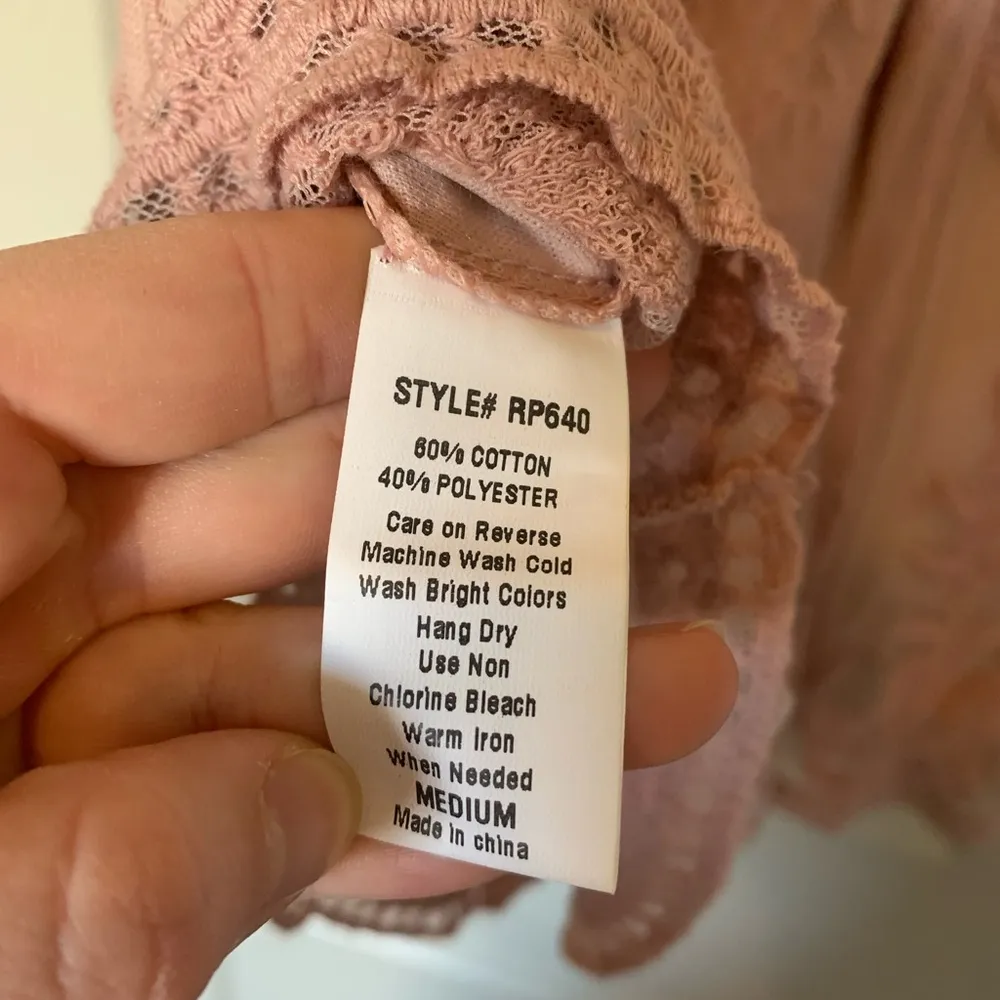 STYLE# RP640
60% COTTON
40% POLYESTER
Care on Reverse
Machine Wash Cold
Wash Bright Colors
Hang Dry
Use Non
Chlorine Bleach
Warm Iron
When Needed
MEDIUM
Made in china